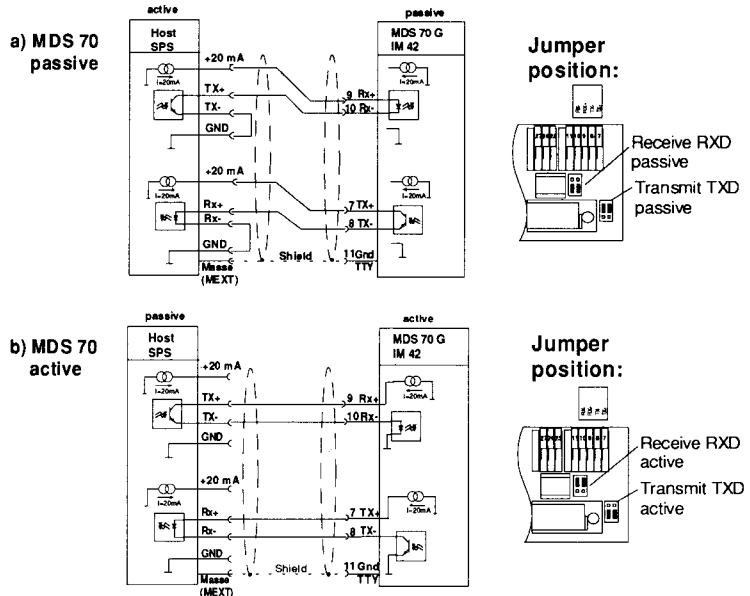 a) MDS 70
passive
active
Host
SPS
+20 mA
I=20mA
TX+
TX-
GND
+20 mA
I=20mA
Rx+
Rx-
GND
Masse
(MEXT)
Shield
passive
MDS 70 G
IM 42
I=20mA
9 Rx+
10 Rx-
I=20mA
7 TX+
8 TX-
11 Gnd
TTY
Jumper
position:
Receive RXD
passive
Transmit TXD
passive
b) MDS 70
active
passive
Host
SPS
+20 mA
I=20mA
TX+
TX-
GND
+20 mA
I=20mA
Rx+
Rx-
GND
Masse
(MEXT)
Shield
active
MDS 70 G
IM 42
I=20mA
9 Rx+
10 Rx-
I=20mA
7 TX+
8 TX-
11 Gnd
TTY
Jumper
position:
Receive RXD
active
Transmit TXD
active